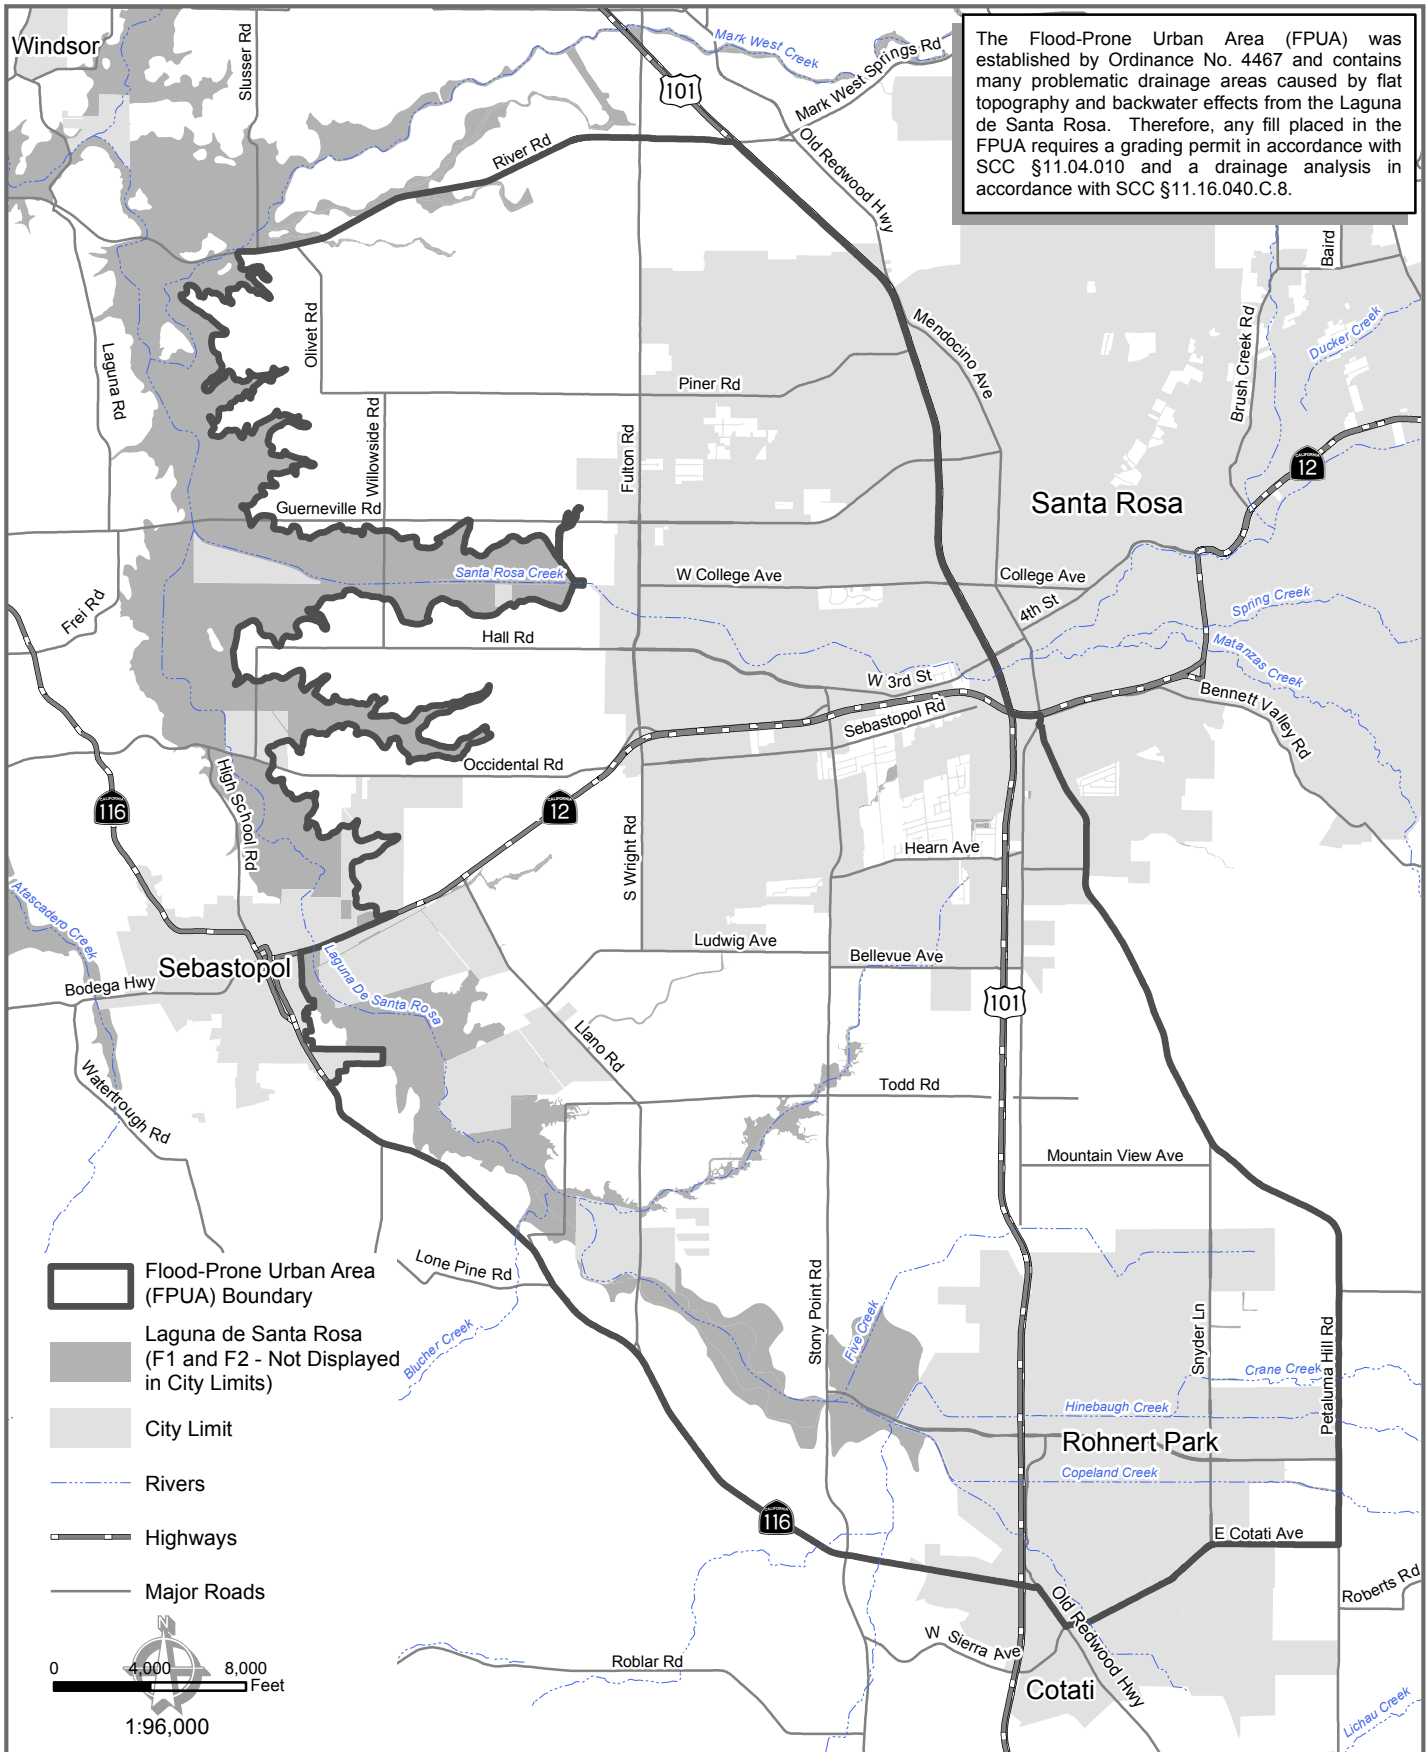 The Flood-Prone Urban Area (FPUA) was
established by Ordinance No. 4467 and contains
many problematic drainage areas caused by flat
topography and backwater effects from the Laguna
de Santa Rosa. Therefore, any fill placed in the
FPUA requires a grading permit in accordance with
SCC §11.04.010 and a drainage analysis in
accordance with SCC §11.16.040.C.8.
Windsor
Slusser Rd
Mark West Creek
Mark West Springs Rd
101
Old Redwood Hwy
River Rd
Baird
Olivet Rd
Laguna Rd
Mendocino Ave
Brush Creek Rd
Ducker Creek
Piner Rd
Willowside Rd
Fulton Rd
CALIFORNIA
12
Santa Rosa
Guerneville Rd
Santa Rosa Creek
W College Ave
College Ave
4th St
Spring Creek
Matanzas Creek
Frei Rd
Hall Rd
W 3rd St
Bennett Valley Rd
Sebastopol Rd
Occidental Rd
High School Rd
CALIFORNIA
116
CALIFORNIA
12
S Wright Rd
Hearn Ave
Atascadero Creek
Ludwig Ave
Bellevue Ave
Sebastopol
Laguna De Santa Rosa
Bodega Hwy
101
Llano Rd
Watertrough Rd
Todd Rd
Mountain View Ave
Lone Pine Rd
Stony Point Rd
Five Creek
Snyder Ln
Petaluma Hill Rd
Blucher Creek
Crane Creek
Hinebaugh Creek
Rohnert Park
Copeland Creek
CALIFORNIA
116
E Cotati Ave
Roberts Rd
Old Redwood Hwy
W Sierra Ave
Roblar Rd
Cotati
Lichau Creek
Flood-Prone Urban Area
(FPUA) Boundary
Laguna de Santa Rosa
(F1 and F2 - Not Displayed
in City Limits)
City Limit
Rivers
Highways
Major Roads
N
0 4,000 8,000
Feet
1:96,000